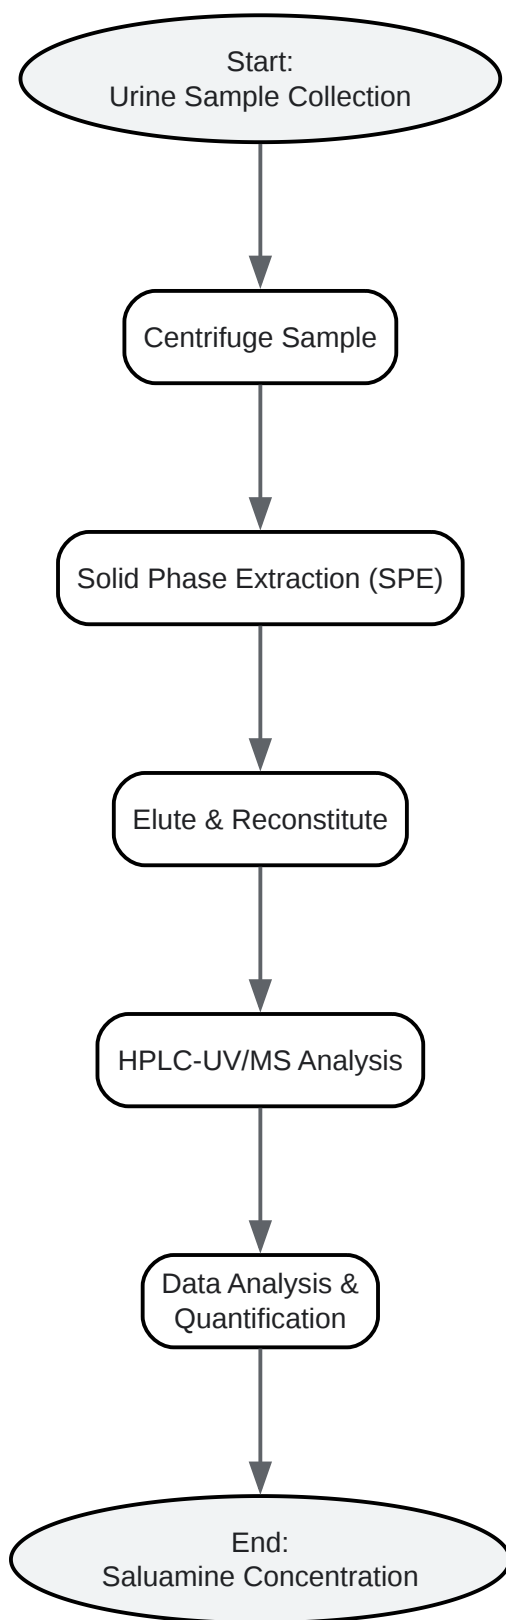 Start:
Urine Sample Collection
Centrifuge Sample
Solid Phase Extraction (SPE)
Elute & Reconstitute
HPLC-UV/MS Analysis
Data Analysis &
Quantification
End:
Saluamine Concentration